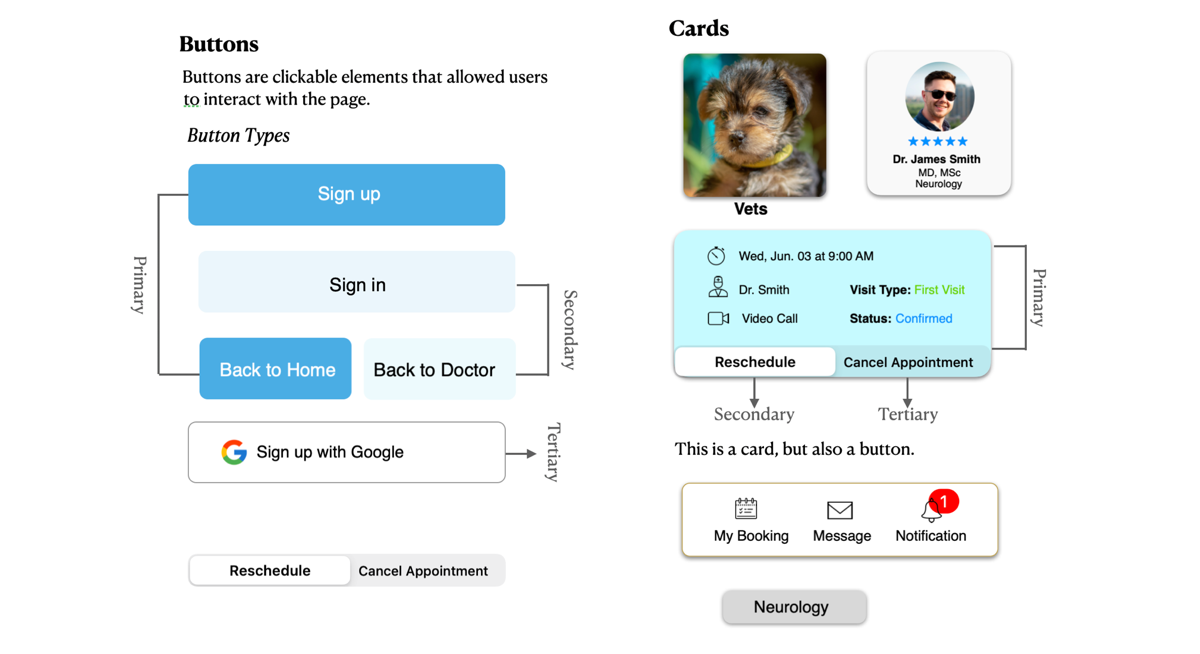 Buttons
Buttons are clickable elements that allowed users
to interact with the page.
Button Types
Sign up
Primary
Sign in
Secondary
Back to Home
Back to Doctor
Sign up with Google
Tertiary
Reschedule
Cancel Appointment
Cards
Vets
Dr. James Smith
MD, MSc
Neurology
Wed, Jun. 03 at 9:00 AM
Dr. Smith
Visit Type: First Visit
Video Call
Status: Confirmed
Primary
Reschedule
Cancel Appointment
Secondary
Tertiary
This is a card, but also a button.
1
My Booking
Message
Notification
Neurology